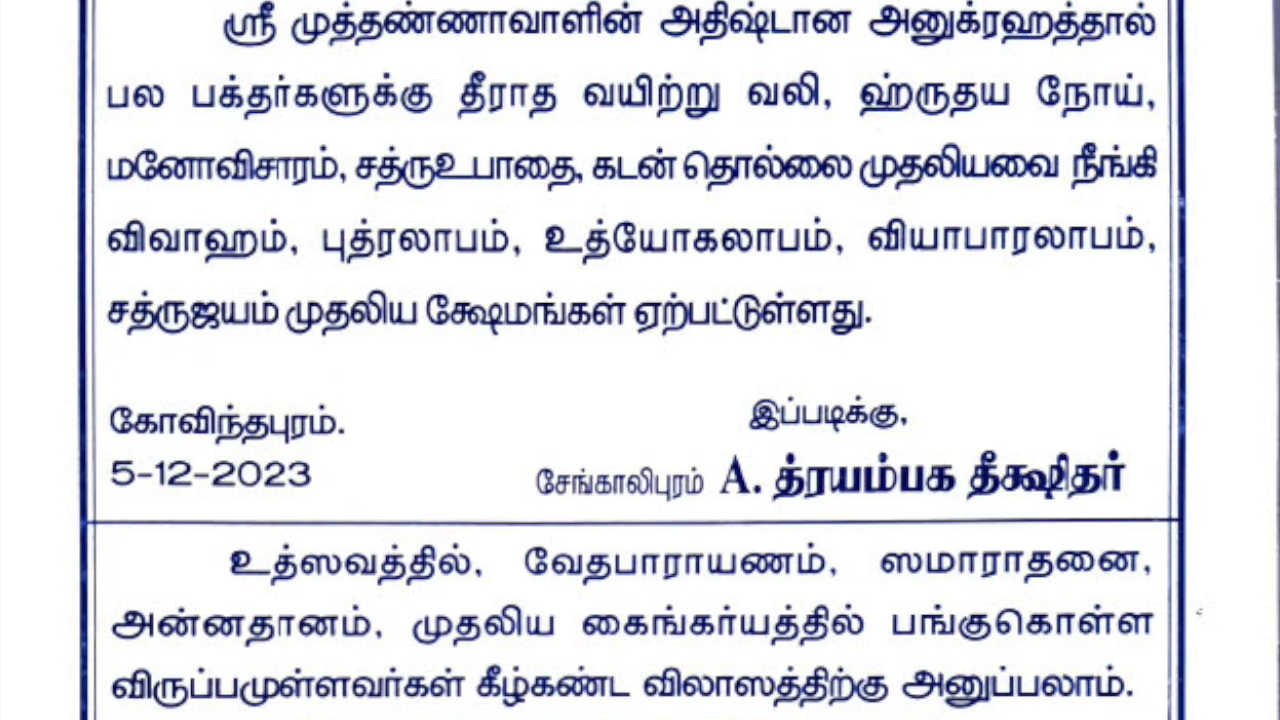 ஸ்ரீ முத்தண்ணாவாளின் அதிஷ்டான அனுக்ரஹத்தால்
பல பக்தர்களுக்கு தீராத வயிற்று வலி, ஹ்ருதய நோய்,
மனோவிசாரம், சத்ருஉபாதை, கடன் தொல்லை முதலியவை நீங்கி
விவாஹம், புத்ரலாபம், உத்யோகலாபம், வியாபாரலாபம்,
சத்ருஜயம் முதலிய க்ஷேமங்கள் ஏற்பட்டுள்ளது.
கோவிந்தபுரம். இப்படிக்கு,
5-12-2023 சேங்காலிபுரம் A. த்ரயம்பக தீக்ஷிதர்
உத்ஸவத்தில், வேதபாராயணம், ஸமாராதனை,
அன்னதானம், முதலிய கைங்கர்யத்தில் பங்குகொள்ள
விருப்பமுள்ளவர்கள் கீழ்கண்ட விலாஸத்திற்கு அனுப்பலாம்.